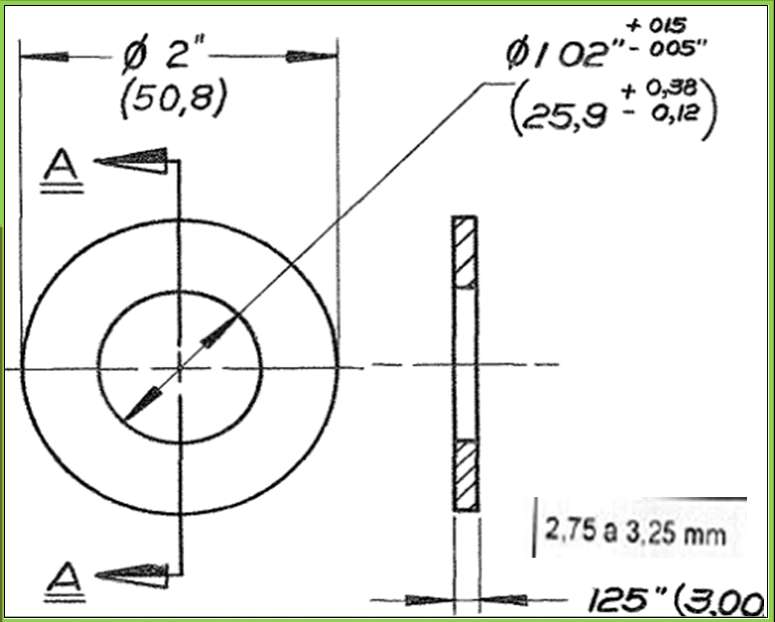 Ø 2"
(50,8)
Ø1 02" + 015 - 005"
(25,9 + 0,38 - 0,12)
A
A
2,75 a 3,25 mm
125" (3.00